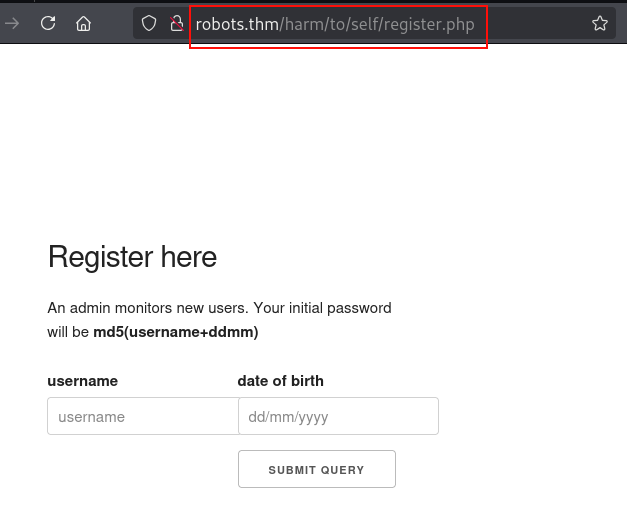 robots.thm/harm/to/self/register.php
Register here
An admin monitors new users. Your initial password
will be md5(username+ddmm)
username date of birth
username dd/mm/yyyy
SUBMIT QUERY